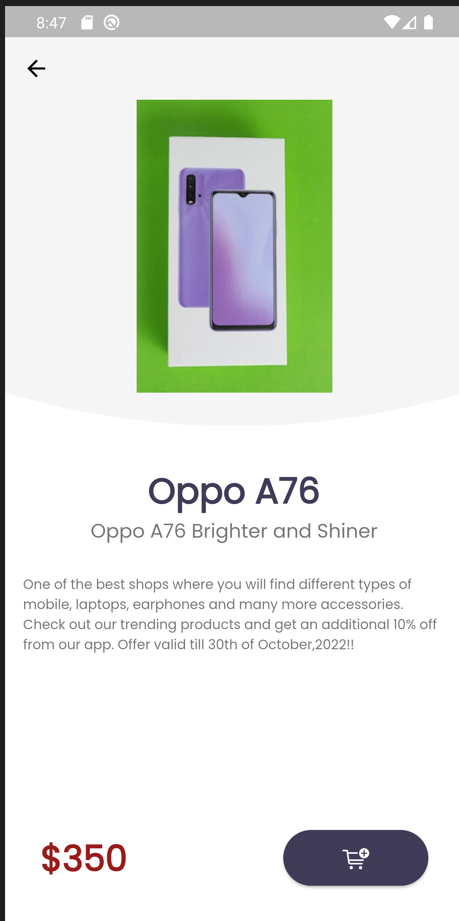 8:47
Oppo A76
Oppo A76 Brighter and Shiner
One of the best shops where you will find different types of
mobile, laptops, earphones and many more accessories.
Check out our trending products and get an additional 10% off
from our app. Offer valid till 30th of October,2022!!
$350